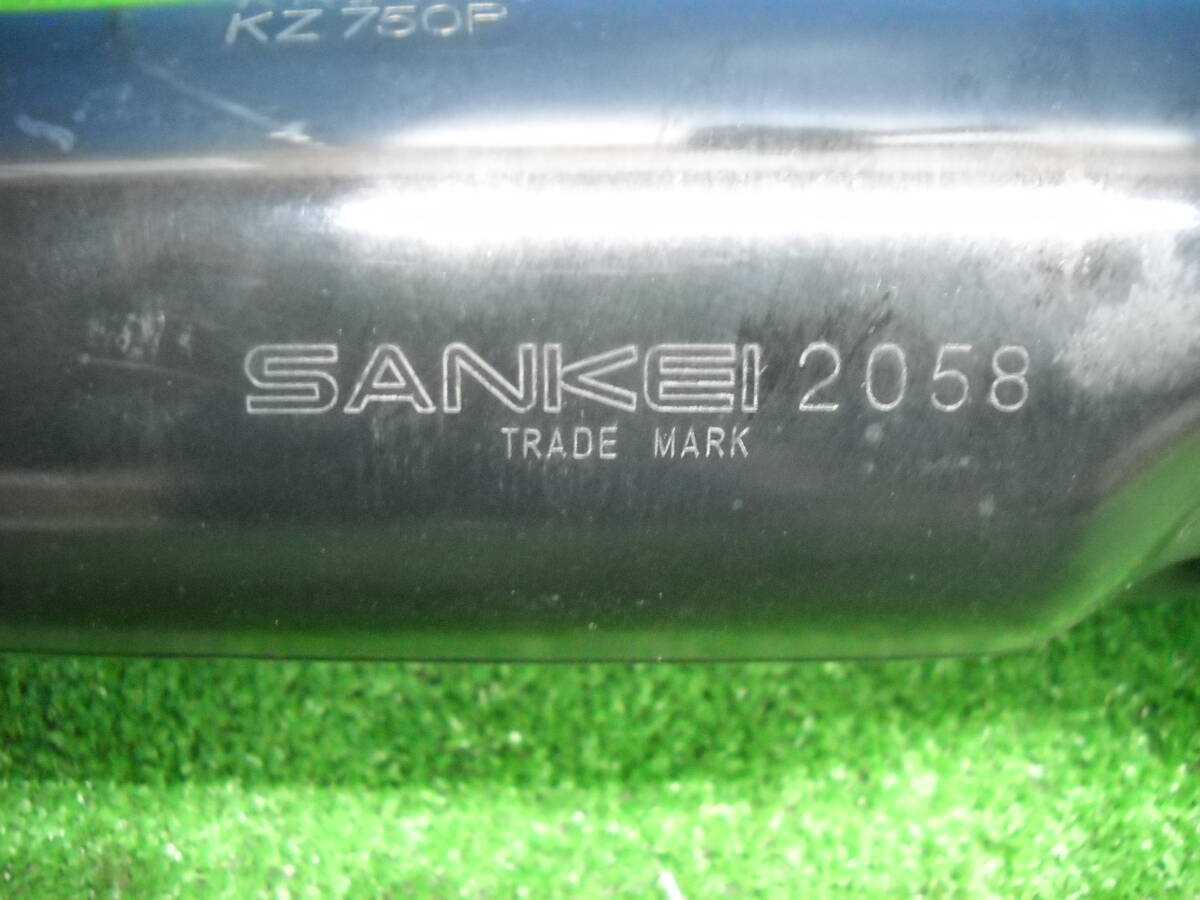 KZ 750P
SANKEI 2058
TRADE MARK